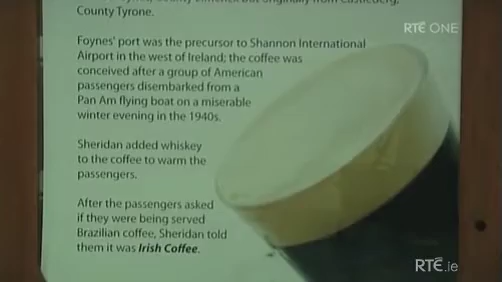 County Tyrone.
RTÉ ONE
Foynes' port was the precursor to Shannon International
Airport in the west of Ireland; the coffee was
conceived after a group of American
passengers disembarked from a
Pan Am flying boat on a miserable
winter evening in the 1940s.
Sheridan added whiskey
to the coffee to warm the
passengers.
After the passengers asked
if they were being served
Brazilian coffee, Sheridan told
them it was Irish Coffee.
RTÉ.ie